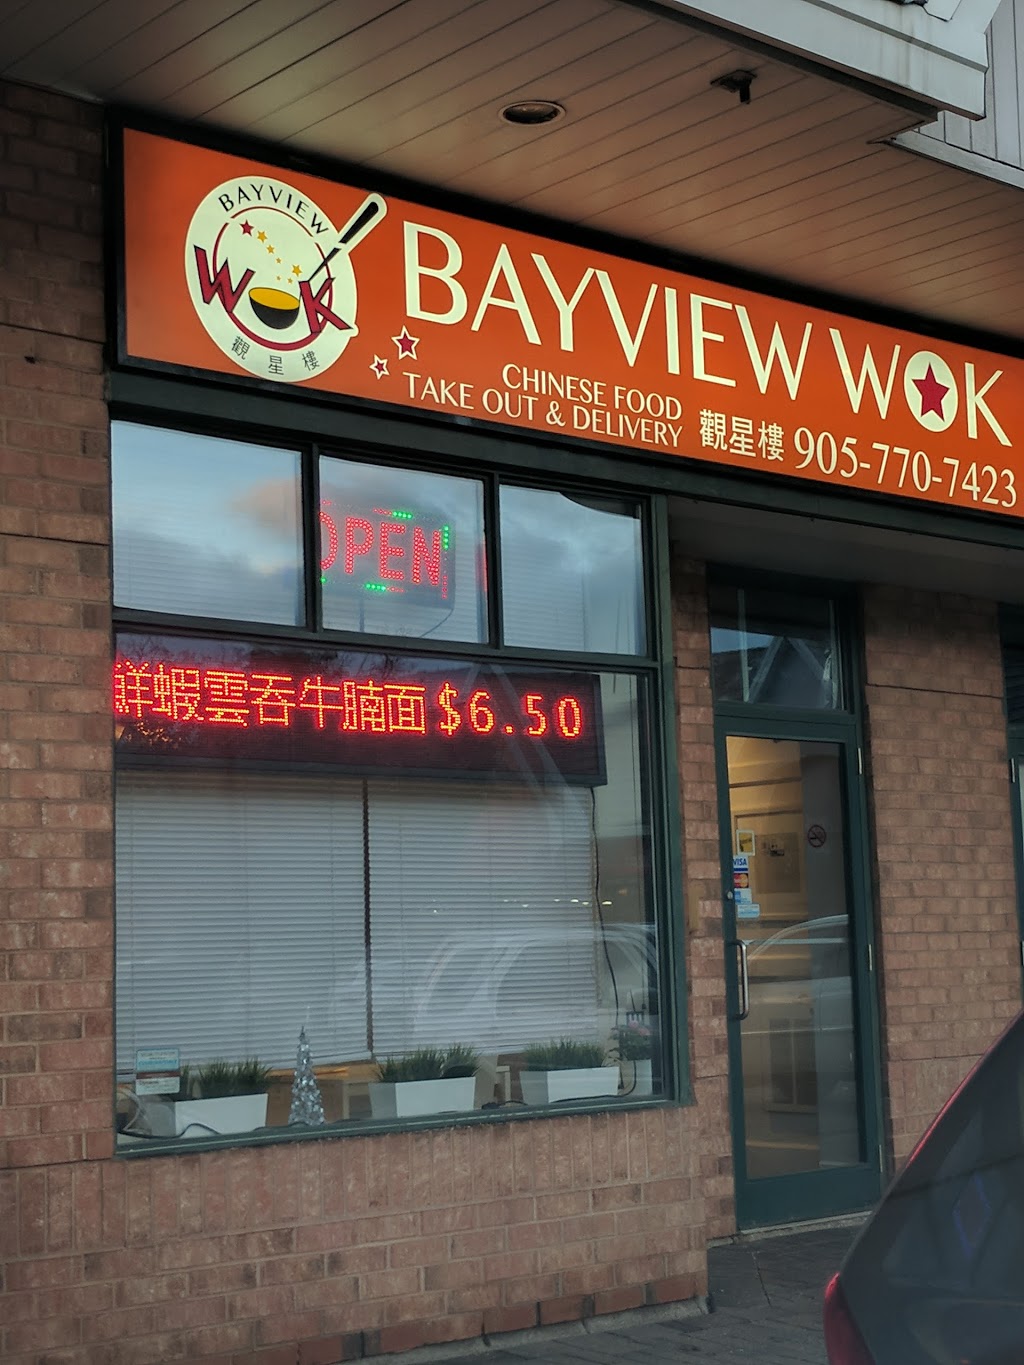 BAYVIEW
WOK
觀星樓
BAYVIEW WOK
CHINESE FOOD
TAKE OUT & DELIVERY
觀星樓 905-770-7423
OPEN
鮮蝦雲吞牛腩面 $6.50
VISA